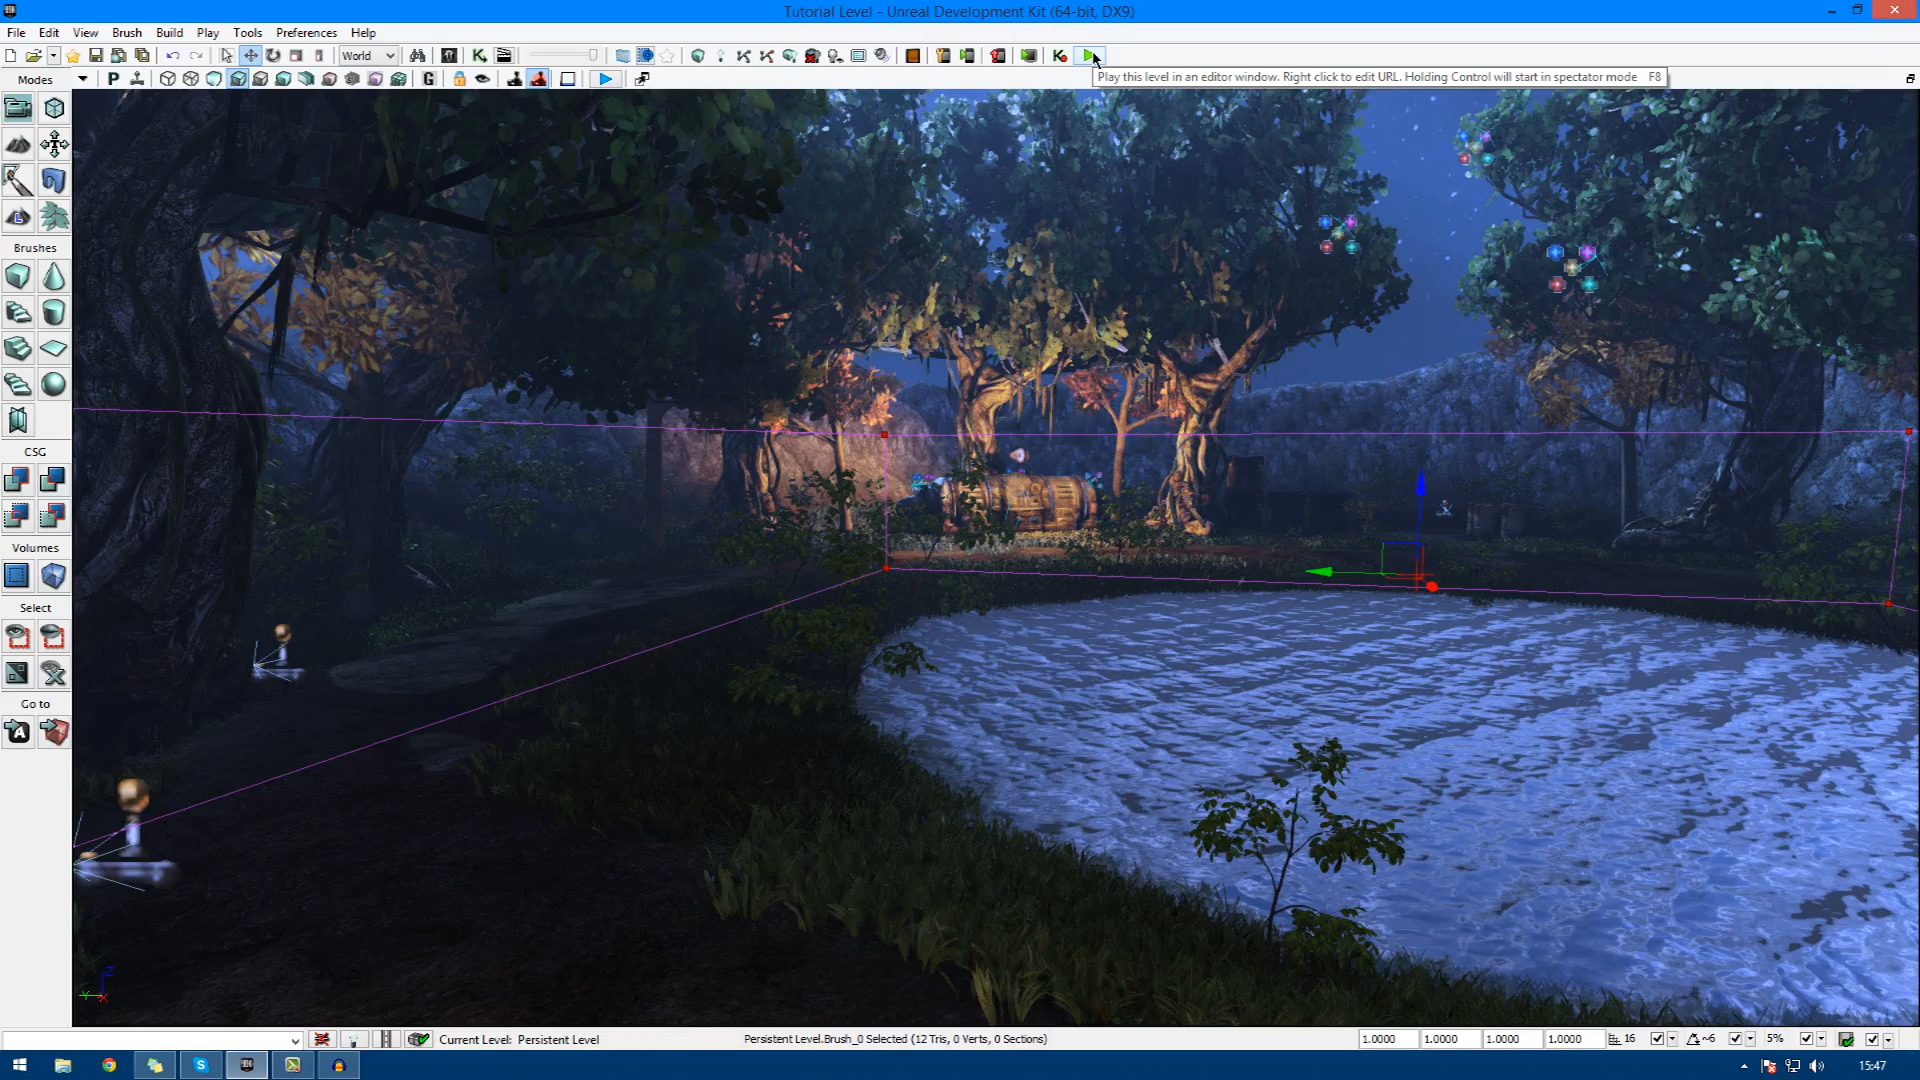 Tutorial Level - Unreal Development Kit (64-bit, DX9)
File Edit View Brush Build Play Tools Preferences Help
World
Modes
P
G
Play this level in an editor window. Right click to edit URL. Holding Control will start in spectator mode F8
Brushes
CSG
Volumes
Select
Go to
Current Level: Persistent Level
Persistent Level.Brush_0 Selected (12 Tris, 0 Verts, 0 Sections)
1.0000 1.0000 1.0000 1.0000 16 ~6 5%
15:47